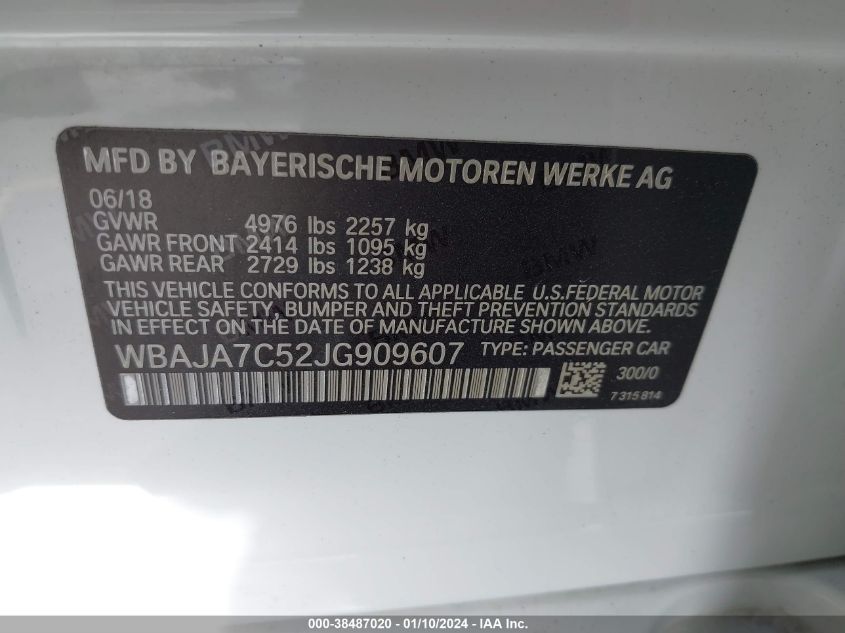 MFD BY BAYERISCHE MOTOREN WERKE AG
06/18
GVWR 4976 lbs 2257 kg
GAWR FRONT 2414 lbs 1095 kg
GAWR REAR 2729 lbs 1238 kg
THIS VEHICLE CONFORMS TO ALL APPLICABLE U.S.FEDERAL MOTOR
VEHICLE SAFETY, BUMPER AND THEFT PREVENTION STANDARDS
IN EFFECT ON THE DATE OF MANUFACTURE SHOWN ABOVE.
WBAJA7C52JG909607 TYPE: PASSENGER CAR
300/0
7 315 814
000-38487020 - 01/10/2024 - IAA Inc.